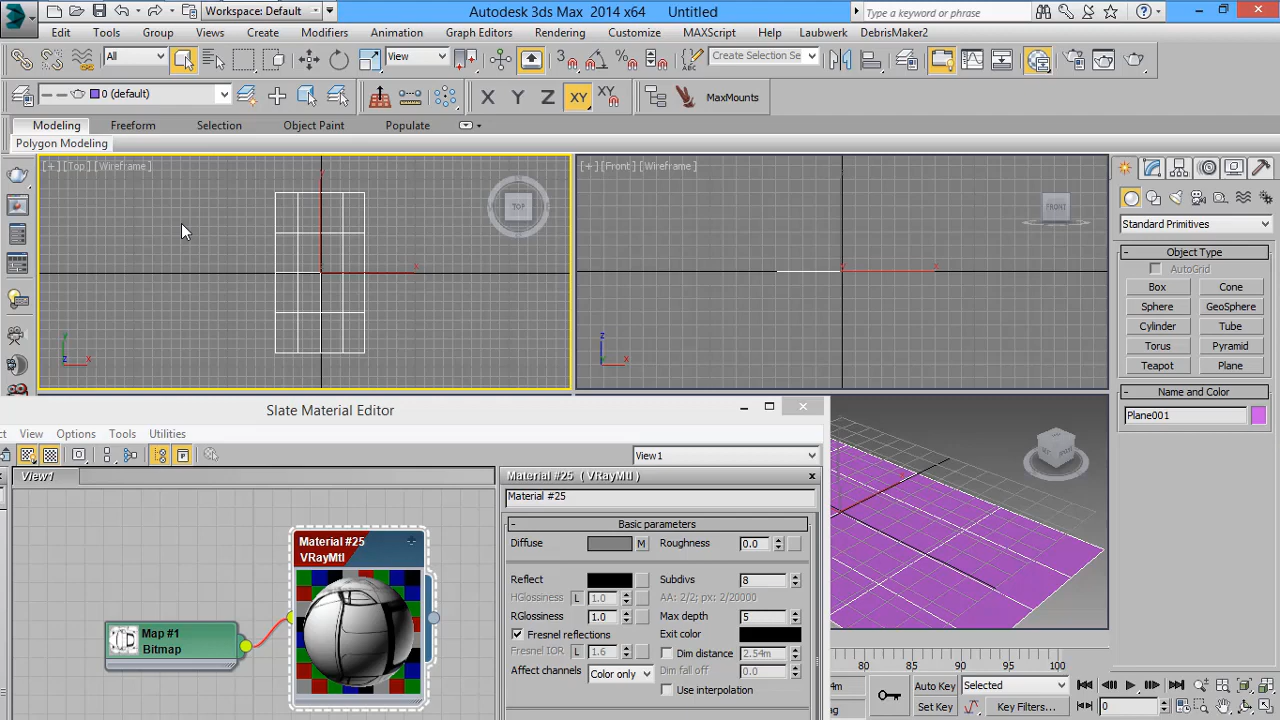 Workspace: Default
Autodesk 3ds Max 2014 x64 Untitled
Type a keyword or phrase
Edit Tools Group Views Create Modifiers Animation Graph Editors Rendering Customize MAXScript Help Laubwerk DebrisMaker2
All
View
Create Selection Se
0 (default)
X Y Z XY XY
MaxMounts
Modeling Freeform Selection Object Paint Populate
Polygon Modeling
[+] [Top] [Wireframe]
TOP
[+] [Front] [Wireframe]
FRONT
Standard Primitives
Object Type
AutoGrid
Box Cone
Sphere GeoSphere
Cylinder Tube
Torus Pyramid
Teapot Plane
Name and Color
Plane001
Slate Material Editor
View Options Tools Utilities
View1
View1
Material #25 ( VRayMtl )
Material #25
Basic parameters
Diffuse M Roughness 0.0
Reflect Subdivs 8
HGlossiness L 1.0 AA: 2/2; px: 2/20000
RGlossiness 1.0 Max depth 5
Fresnel reflections Exit color
Fresnel IOR L 1.6 Dim distance 2.54m
Affect channels Color only Dim fall off 0.0
Use interpolation
Material #25
VRayMtl
Map #1
Bitmap
80 85 90 95 100
Auto Key Selected
Set Key Key Filters... 0